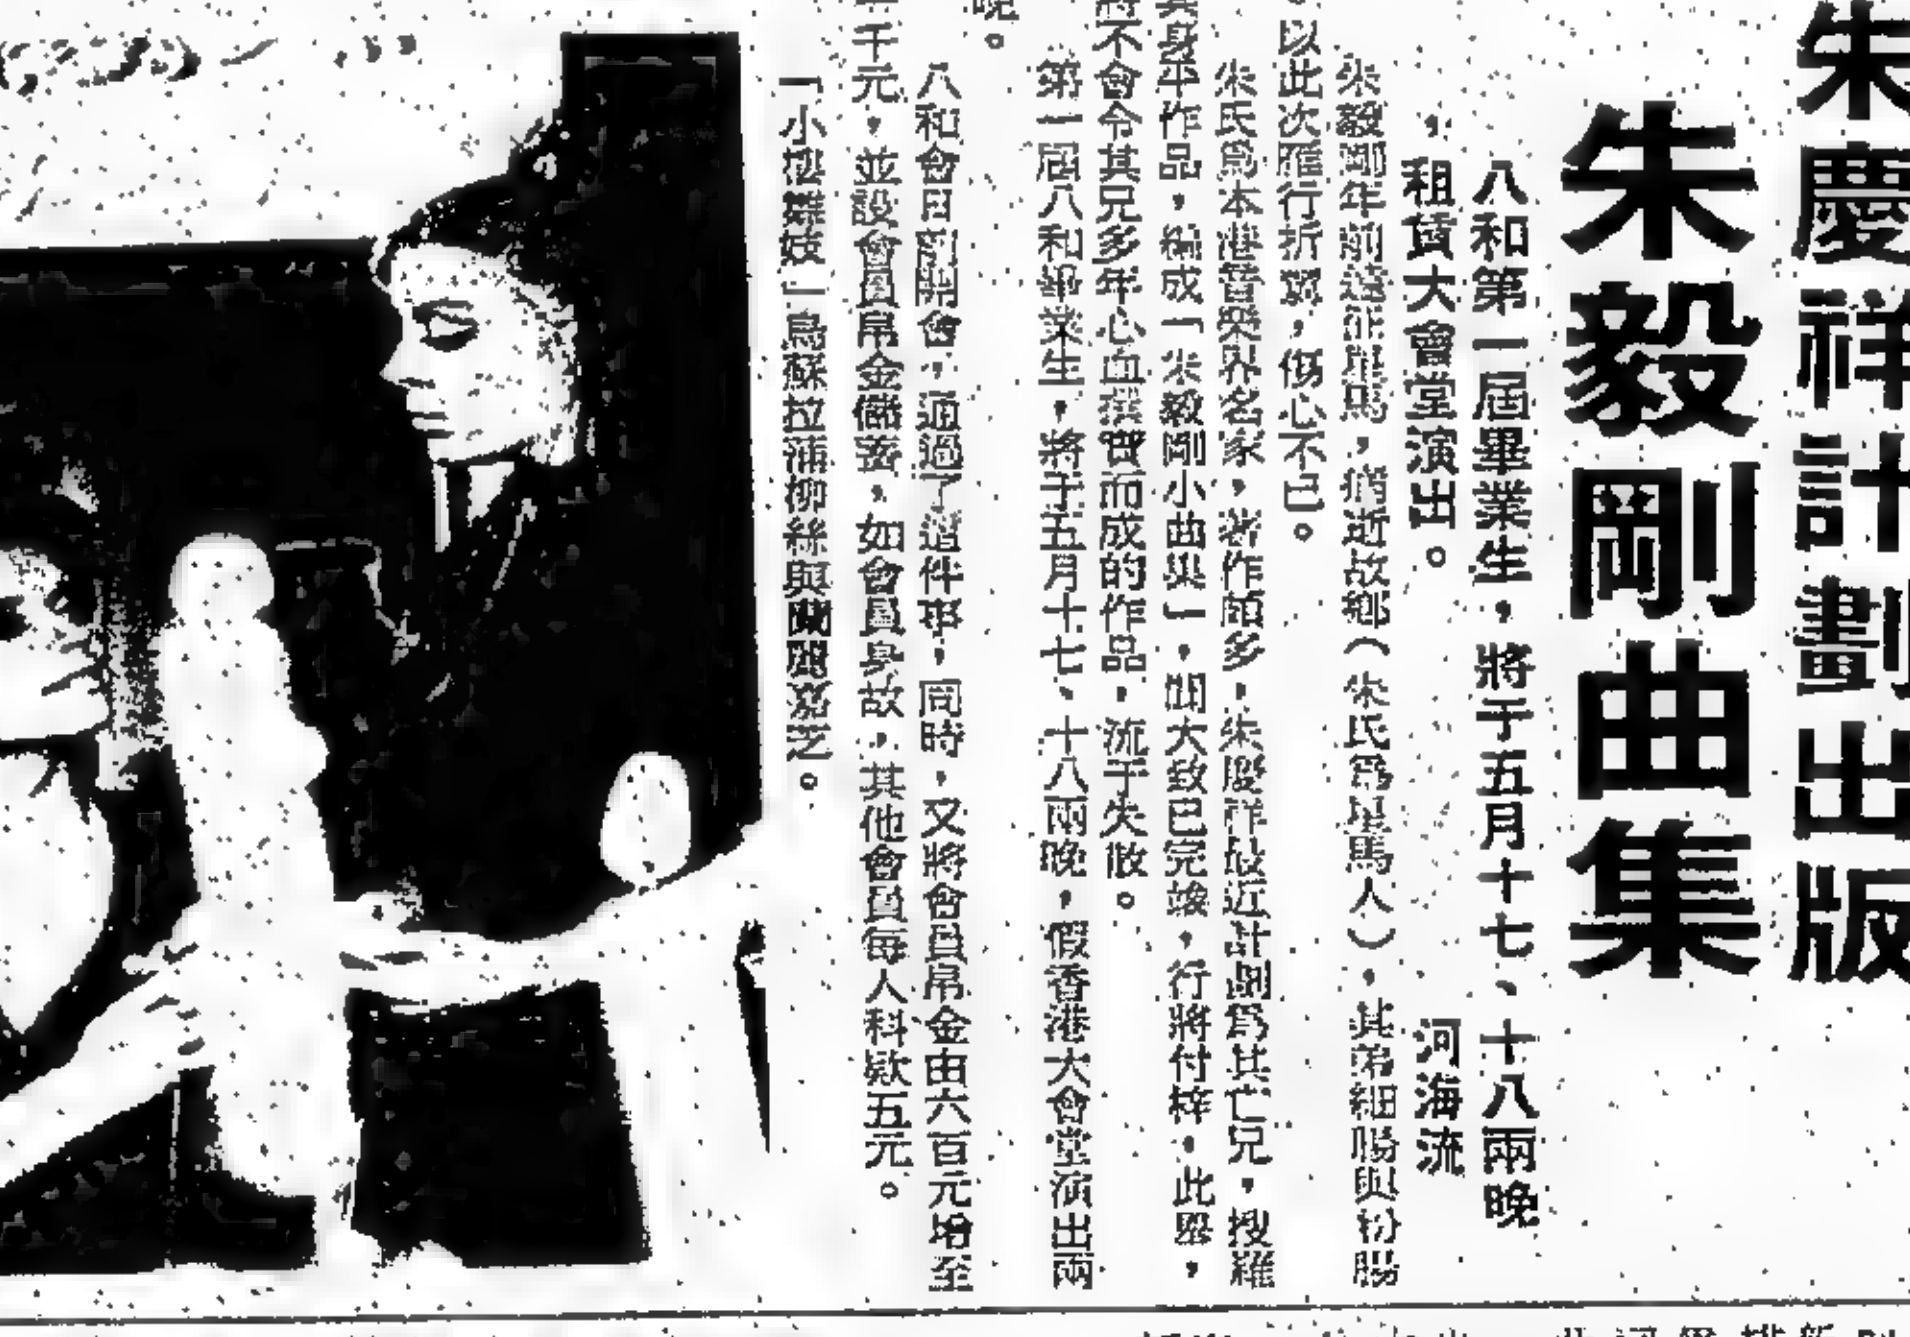 朱慶祥計劃出版
朱毅剛曲集
八和第一屆畢業生，將于五月十七、十八兩晚
，租賃大會堂演出。
河海流
朱毅剛年前遠征星馬，病逝故鄉（朱氏為星馬人），其弟細腸與粉腸
，以此次雁行折翼，傷心不已。
朱氏為本港音樂界名家，著作頗多，朱慶祥最近計劃為其亡兄，搜羅
其身平作品，編成「朱毅剛小曲集」，聞大致已完竣，行將付梓，此舉，
將不會令其兄多年心血撰寶而成的作品，流于失散。
第一屆八和畢業生，將于五月十七、十八兩晚，假香港大會堂演出兩
晚。
八和會日前開會，通過了這件事，同時，又將會員帛金由六百元增至
千元，並設會員帛金儲蓄，如會員身故，其他會員每人科欵五元。
「小樓舞妓」為蘇拉蒲柳絲與蘭閣嘉芝。